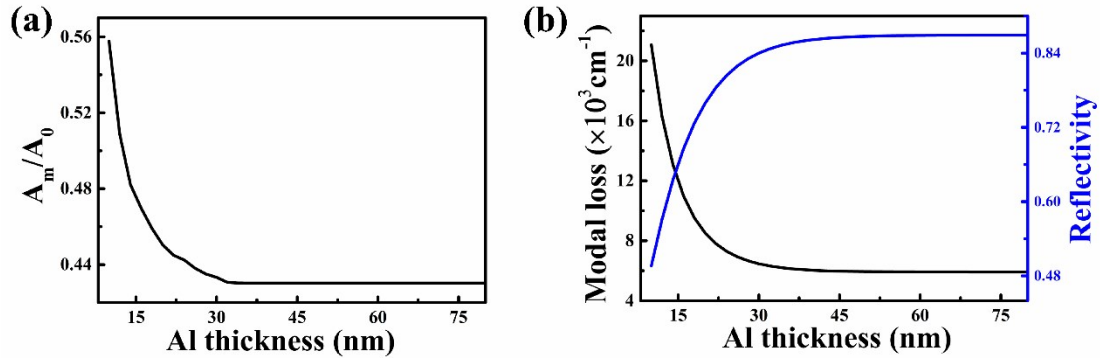 (a)
0.56
0.52
0.48
0.44
A_m/A_0
15 30 45 60 75
Al thickness (nm)
(b)
20
16
12
8
4
Modal loss (×10³cm⁻¹)
0.84
0.72
0.60
0.48
Reflectivity
15 30 45 60 75
Al thickness (nm)